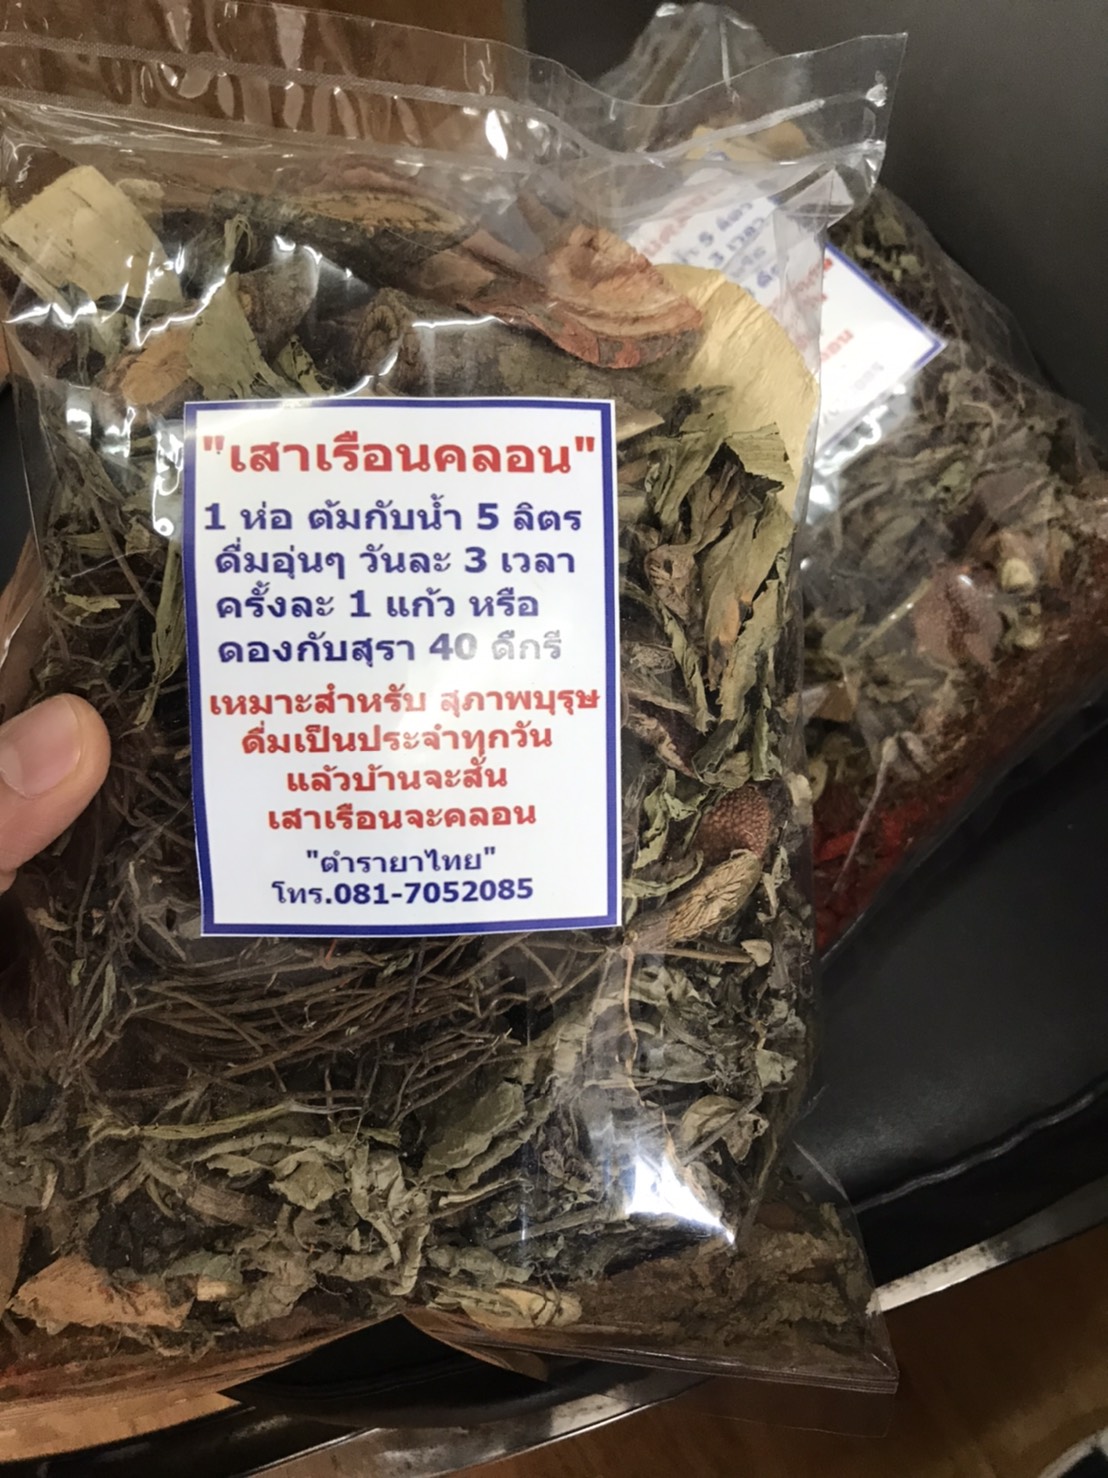 "เสาเรือนคลอน"
1 ห่อ ต้มกับน้ำ 5 ลิตร
ดื่มอุ่นๆ วันละ 3 เวลา
ครั้งละ 1 แก้ว หรือ
ดองกับสุรา 40 ดีกรี
เหมาะสำหรับ สุภาพบุรุษ
ดื่มเป็นประจำทุกวัน
แล้วบ้านจะสั่น
เสาเรือนจะคลอน
"ตำรายาไทย"
โทร.081-7052085